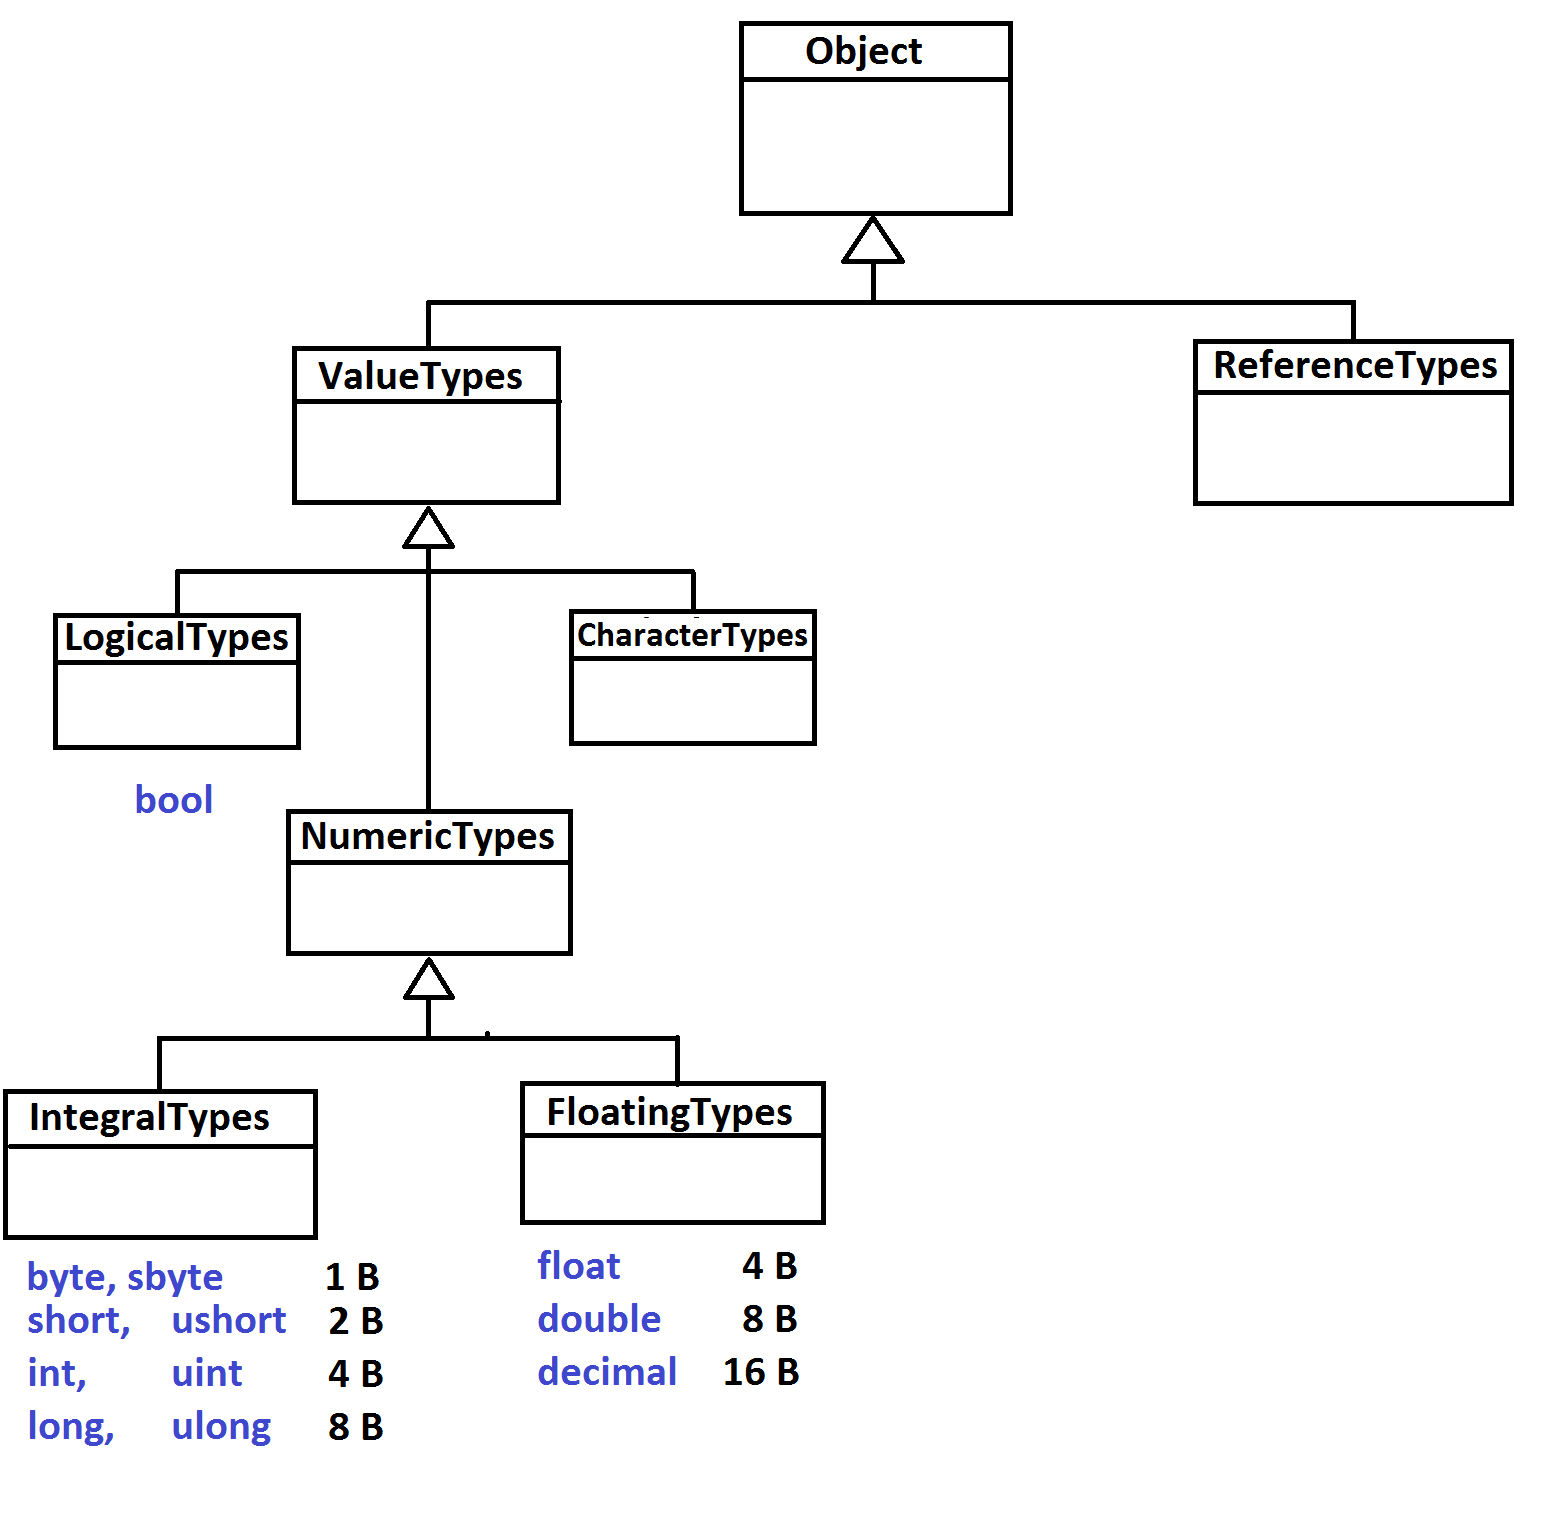 Object
ValueTypes
ReferenceTypes
LogicalTypes
CharacterTypes
bool
NumericTypes
IntegralTypes
FloatingTypes
byte, sbyte 1 B
short, ushort 2 B
int, uint 4 B
long, ulong 8 B
float 4 B
double 8 B
decimal 16 B